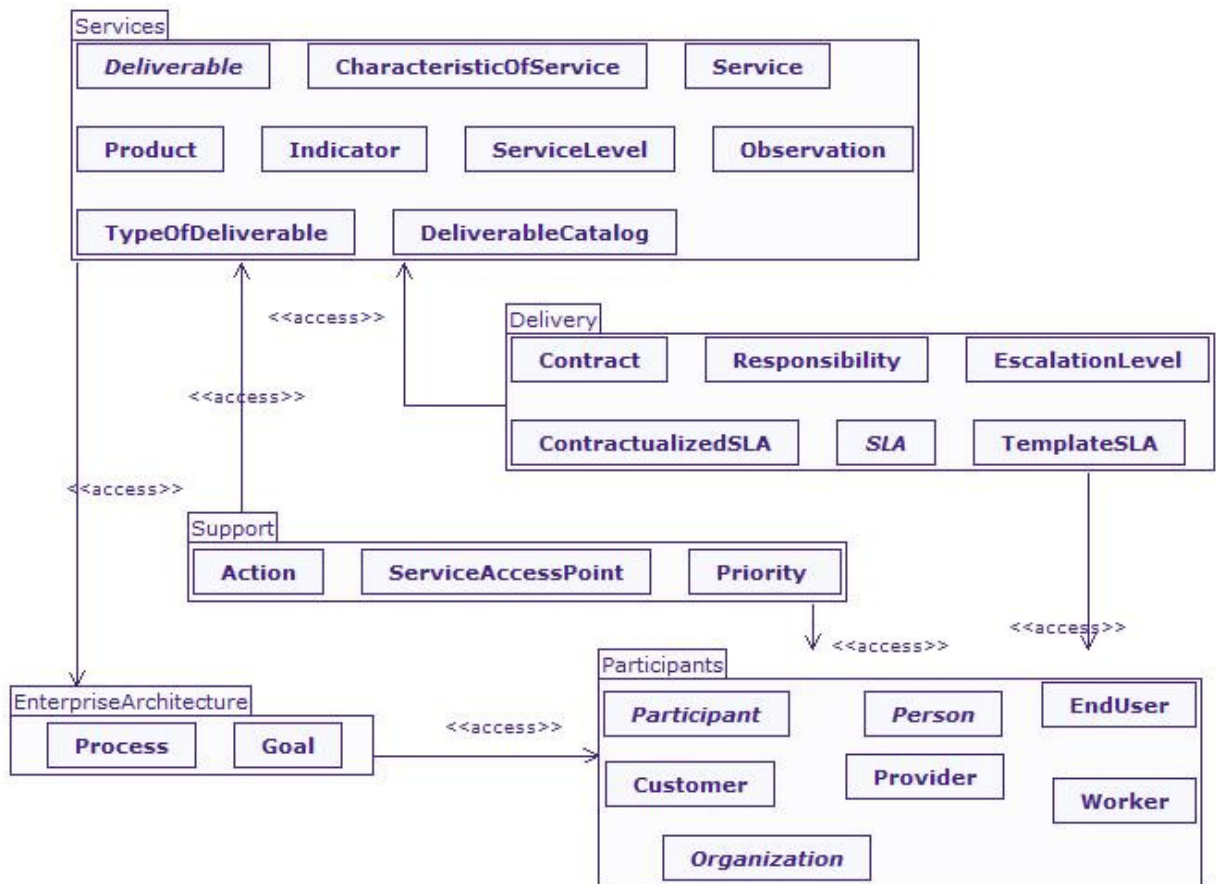 Services
Deliverable CharacteristicOfService Service
Product Indicator ServiceLevel Observation
TypeOfDeliverable DeliverableCatalog
<<access>>
Delivery
Contract Responsibility EscalationLevel
<<access>>
ContractualizedSLA SLA TemplateSLA
<<access>>
Support
Action ServiceAccessPoint Priority
<<access>>
<<access>>
Participants
EnterpriseArchitecture
Process Goal
<<access>>
Participant Person EndUser
Customer Provider Worker
Organization